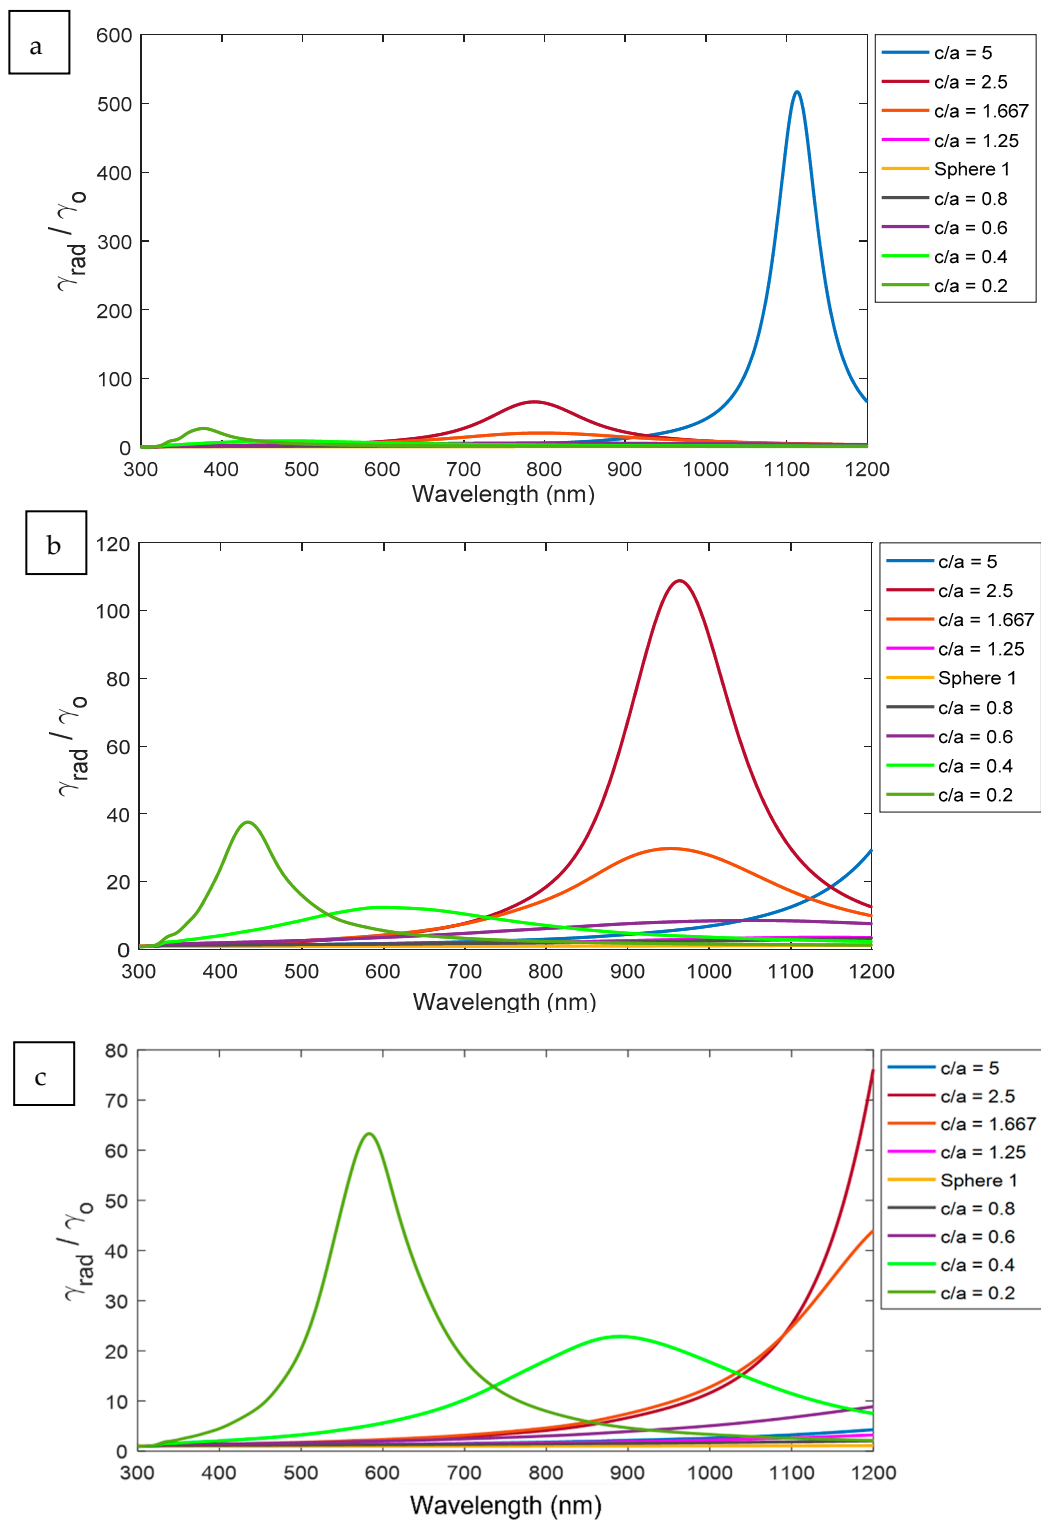 a
600
500
400
300
200
100
0
γrad / γo
300 400 500 600 700 800 900 1000 1100 1200
Wavelength (nm)
c/a = 5
c/a = 2.5
c/a = 1.667
c/a = 1.25
Sphere 1
c/a = 0.8
c/a = 0.6
c/a = 0.4
c/a = 0.2
b
120
100
80
60
40
20
0
γrad / γo
300 400 500 600 700 800 900 1000 1100 1200
Wavelength (nm)
c/a = 5
c/a = 2.5
c/a = 1.667
c/a = 1.25
Sphere 1
c/a = 0.8
c/a = 0.6
c/a = 0.4
c/a = 0.2
c
80
70
60
50
40
30
20
10
0
γrad / γo
300 400 500 600 700 800 900 1000 1100 1200
Wavelength (nm)
c/a = 5
c/a = 2.5
c/a = 1.667
c/a = 1.25
Sphere 1
c/a = 0.8
c/a = 0.6
c/a = 0.4
c/a = 0.2